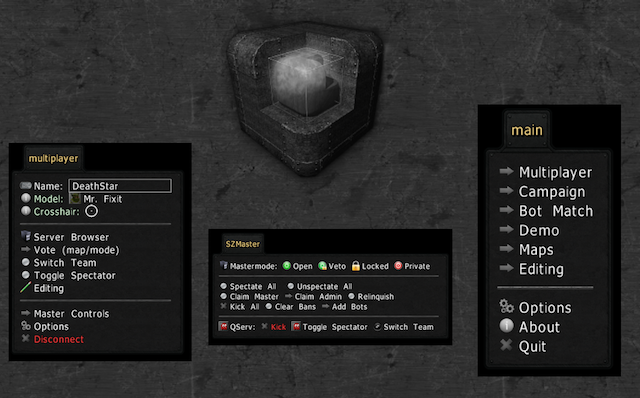 multiplayer
Name: DeathStar
Model: Mr. Fixit
Crosshair:
Server Browser
Vote (map/mode)
Switch Team
Toggle Spectator
Editing
Master Controls
Options
Disconnect
SZMaster
Mastermode: Open Veto Locked Private
Spectate All Unspectate All
Claim Master Claim Admin Relinquish
Kick All Clear Bans Add Bots
QServ: Kick Toggle Spectator Switch Team
main
Multiplayer
Campaign
Bot Match
Demo
Maps
Editing
Options
About
Quit